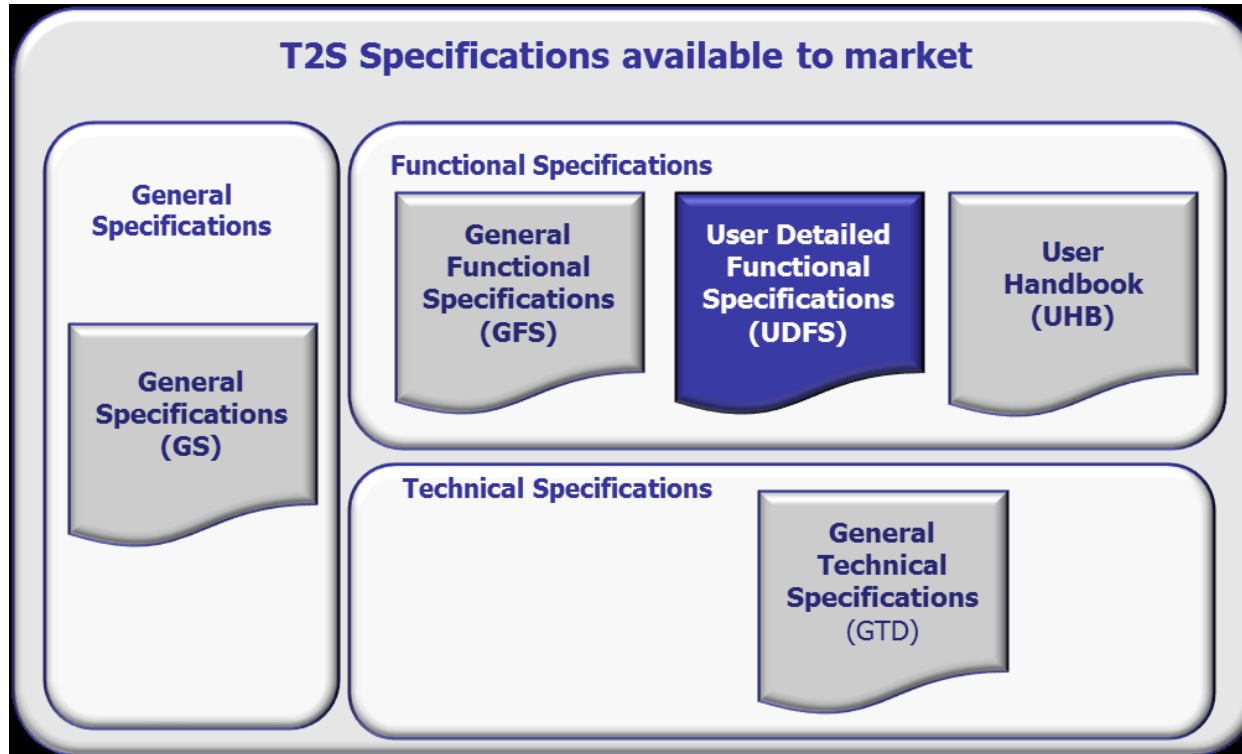 T2S Specifications available to market
General
Specifications
General
Specifications
(GS)
Functional Specifications
General
Functional
Specifications
(GFS)
User Detailed
Functional
Specifications
(UDFS)
User
Handbook
(UHB)
Technical Specifications
General
Technical
Specifications
(GTD)